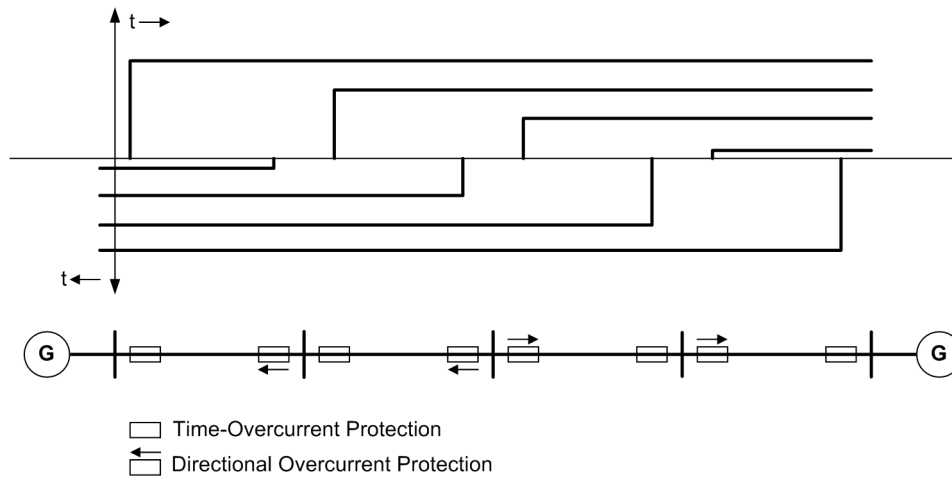 t
t
G
G
Time-Overcurrent Protection
Directional Overcurrent Protection